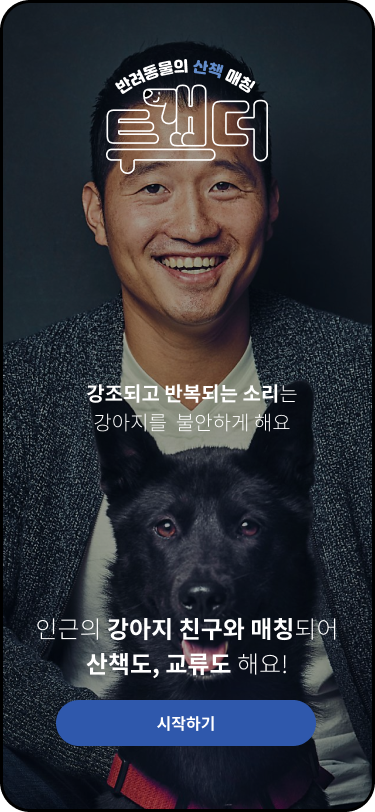 반려동물의 산책 매칭
투갭더
강조되고 반복되는 소리는
강아지를 불안하게 해요
인근의 강아지 친구와 매칭되어
산책도, 교류도 해요!
시작하기